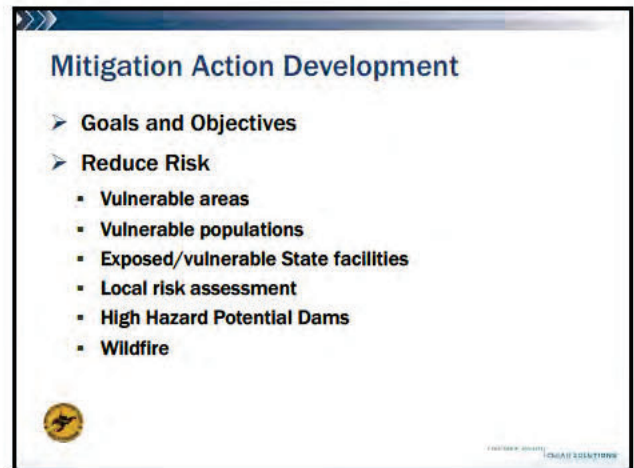 Mitigation Action Development
Goals and Objectives
Reduce Risk
Vulnerable areas
Vulnerable populations
Exposed/vulnerable State facilities
Local risk assessment
High Hazard Potential Dams
Wildfire
SOLUTIONS